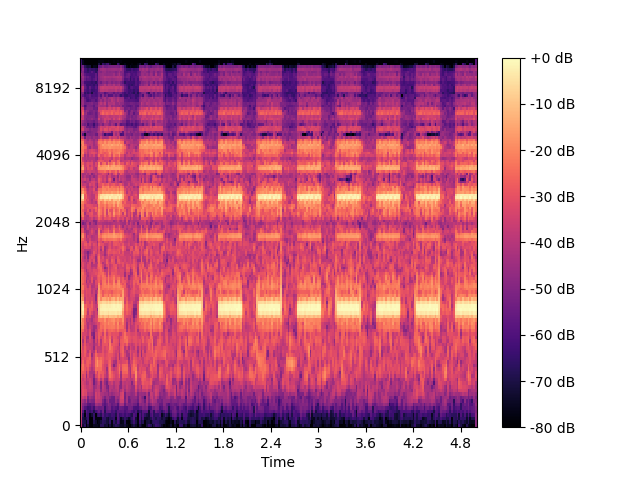 8192
4096
2048
1024
512
0
Hz
0 0.6 1.2 1.8 2.4 3 3.6 4.2 4.8
Time
+0 dB
-10 dB
-20 dB
-30 dB
-40 dB
-50 dB
-60 dB
-70 dB
-80 dB